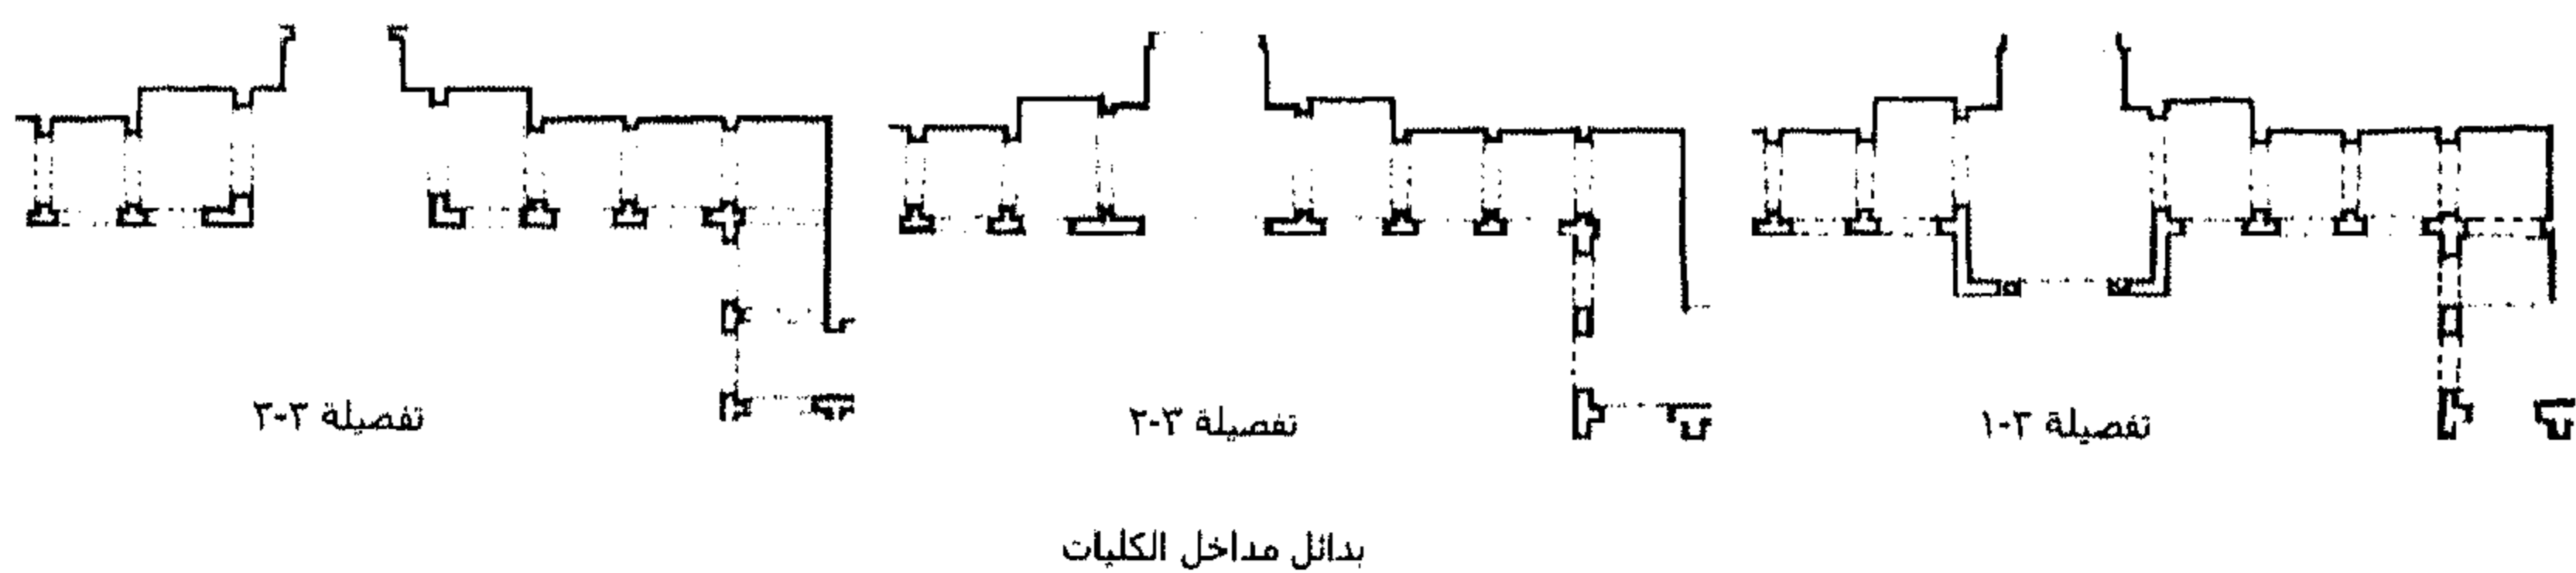 تفصيلة ٣-١
تفصيلة ٣-٢
تفصيلة ٣-٣
بدائل مداخل الكليات